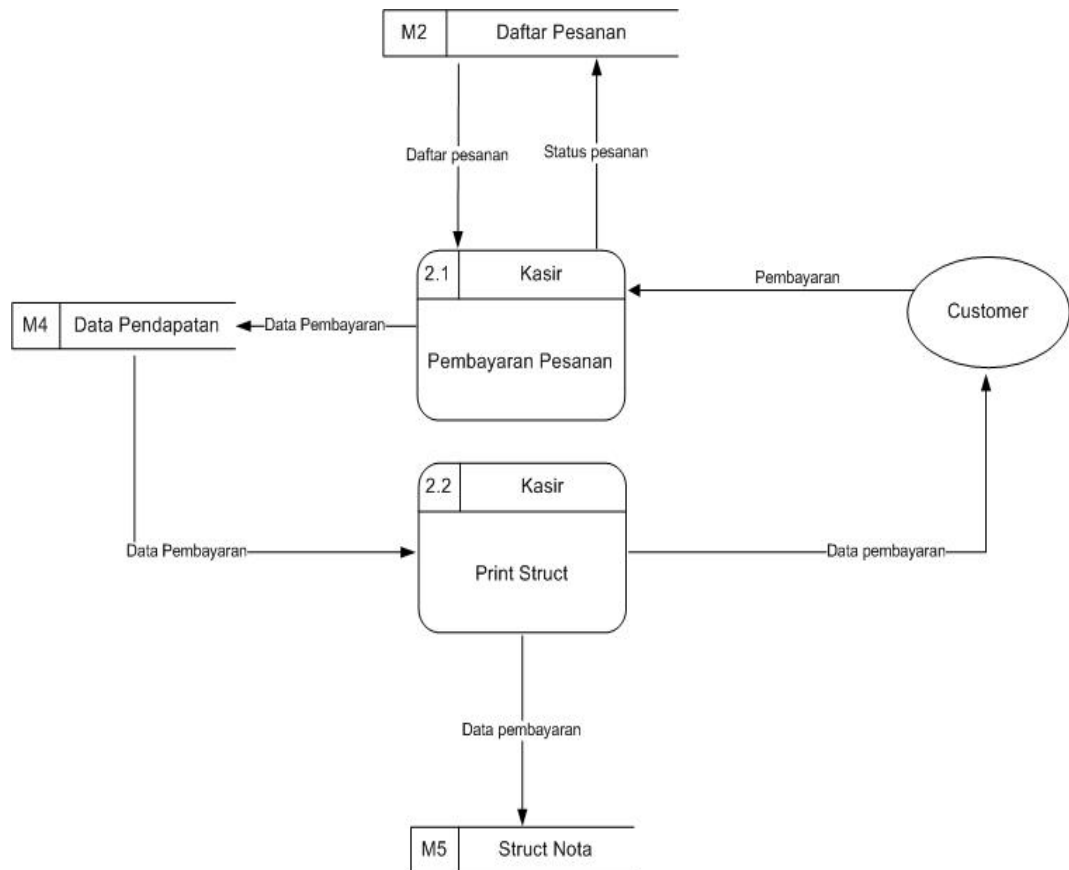 M2 Daftar Pesanan
Daftar pesanan
Status pesanan
2.1 Kasir
Pembayaran Pesanan
Pembayaran
Customer
M4 Data Pendapatan
Data Pembayaran
2.2 Kasir
Print Struct
Data Pembayaran
Data pembayaran
Data pembayaran
M5 Struct Nota